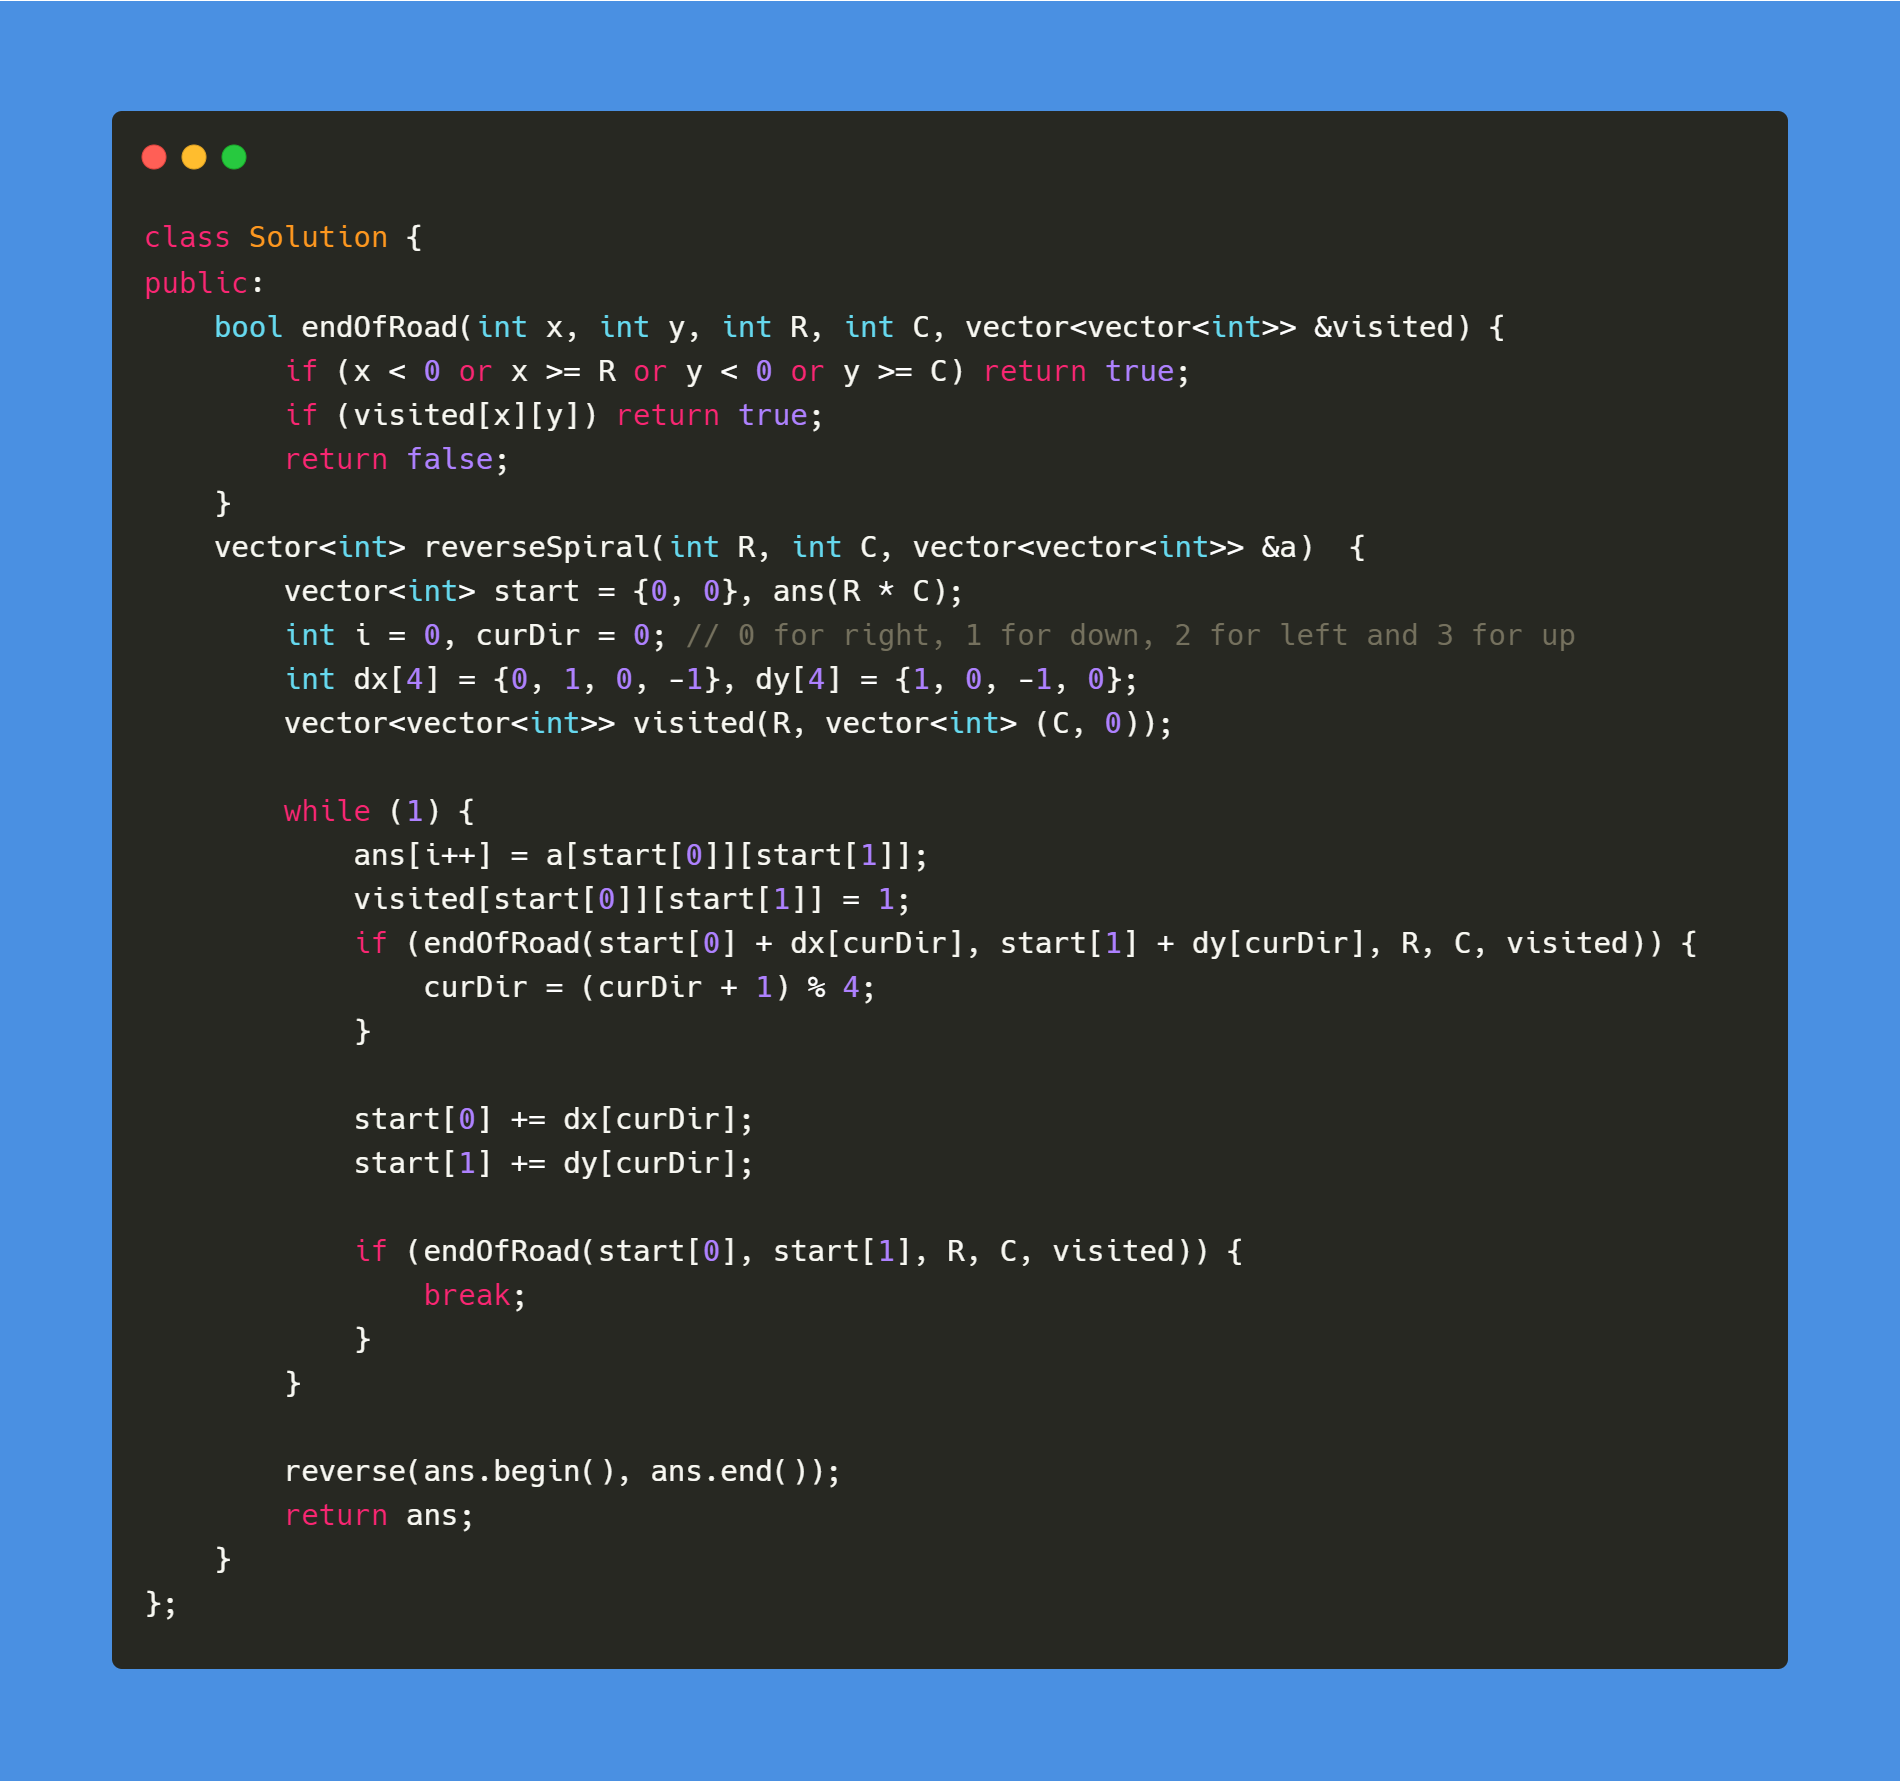 class Solution {
public:
    bool endOfRoad(int x, int y, int R, int C, vector<vector<int>> &visited) {
        if (x < 0 or x >= R or y < 0 or y >= C) return true;
        if (visited[x][y]) return true;
        return false;
    }
    vector<int> reverseSpiral(int R, int C, vector<vector<int>> &a)  {
        vector<int> start = {0, 0}, ans(R * C);
        int i = 0, curDir = 0; // 0 for right, 1 for down, 2 for left and 3 for up
        int dx[4] = {0, 1, 0, -1}, dy[4] = {1, 0, -1, 0};
        vector<vector<int>> visited(R, vector<int> (C, 0));

        while (1) {
            ans[i++] = a[start[0]][start[1]];
            visited[start[0]][start[1]] = 1;
            if (endOfRoad(start[0] + dx[curDir], start[1] + dy[curDir], R, C, visited)) {
                curDir = (curDir + 1) % 4;
            }

            start[0] += dx[curDir];
            start[1] += dy[curDir];

            if (endOfRoad(start[0], start[1], R, C, visited)) {
                break;
            }
        }

        reverse(ans.begin(), ans.end());
        return ans;
    }
};